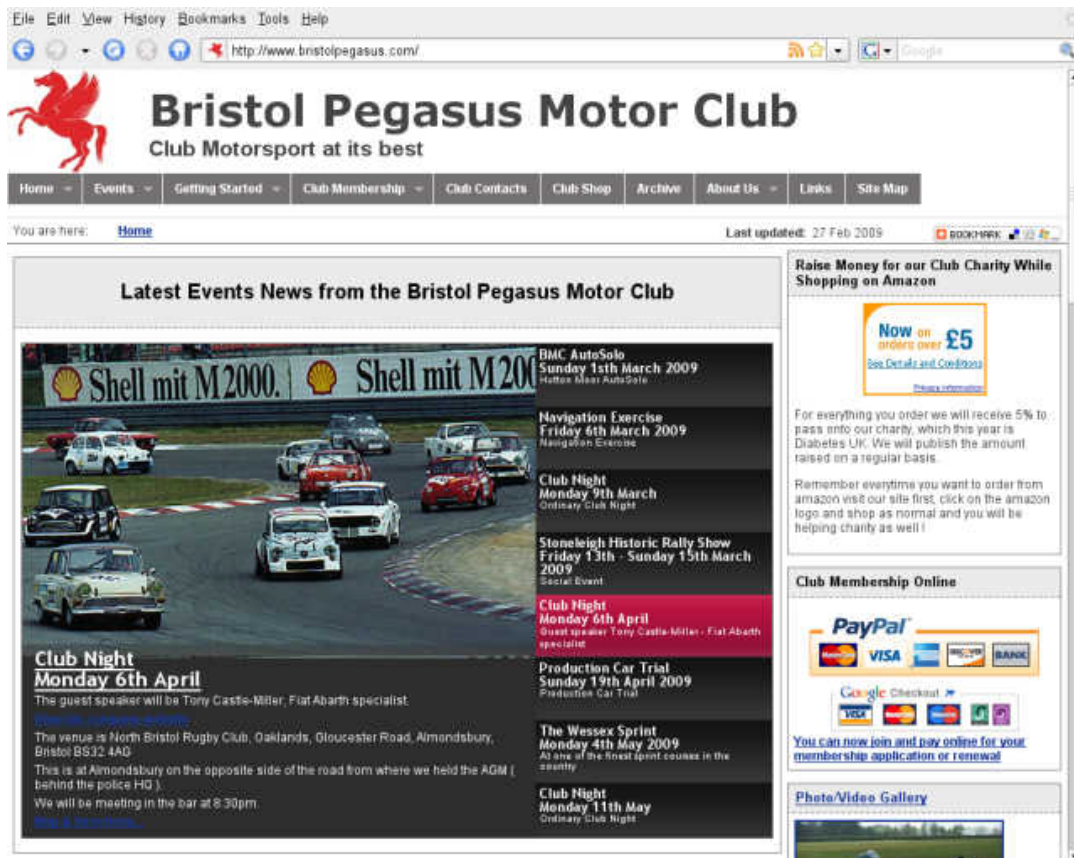 File Edit View History Bookmarks Tools Help
http://www.bristolpegasus.com/
Google
Bristol Pegasus Motor Club
Club Motorsport at its best
Home Events Getting Started Club Membership Club Contacts Club Shop Archive About Us Links Site Map
You are here: Home
Last updated: 27 Feb 2009
BOOKMARK
Latest Events News from the Bristol Pegasus Motor Club
Shell mit M2000. Shell mit M200
Club Night
Monday 6th April
The guest speaker will be Tony Castle-Miller, Fiat Abarth specialist.
The venue is North Bristol Rugby Club, Oaklands, Gloucester Road, Almondsbury,
Bristol BS32 4AG
This is at Almondsbury on the opposite side of the road from where we held the AGM (
behind the police HQ ).
We will be meeting in the bar at 8:30pm.
BMC AutoSolo
Sunday 1sth March 2009
Hutton Moor AutoSolo
Navigation Exercise
Friday 6th March 2009
Navigation Exercise
Club Night
Monday 9th March
Ordinary Club Night
Stoneleigh Historic Rally Show
Friday 13th - Sunday 15th March
2009
Social Event
Club Night
Monday 6th April
Guest speaker Tony Castle-Miller - Fiat Abarth
specialist
Production Car Trial
Sunday 19th April 2009
Production Car Trial
The Wessex Sprint
Monday 4th May 2009
At one of the finest sprint courses in the
country
Club Night
Monday 11th May
Ordinary Club Night
Raise Money for our Club Charity While
Shopping on Amazon
Now on
orders over £5
See Details and Conditions
Privacy Information
For everything you order we will receive 5% to
pass onto our charity, which this year is
Diabetes UK. We will publish the amount
raised on a regular basis.
Remember everytime you want to order from
amazon visit our site first, click on the amazon
logo and shop as normal and you will be
helping charity as well !
Club Membership Online
PayPal
MasterCard VISA DISCOVER BANK
Google Checkout
VISA
You can now join and pay online for your
membership application or renewal
Photo/Video Gallery